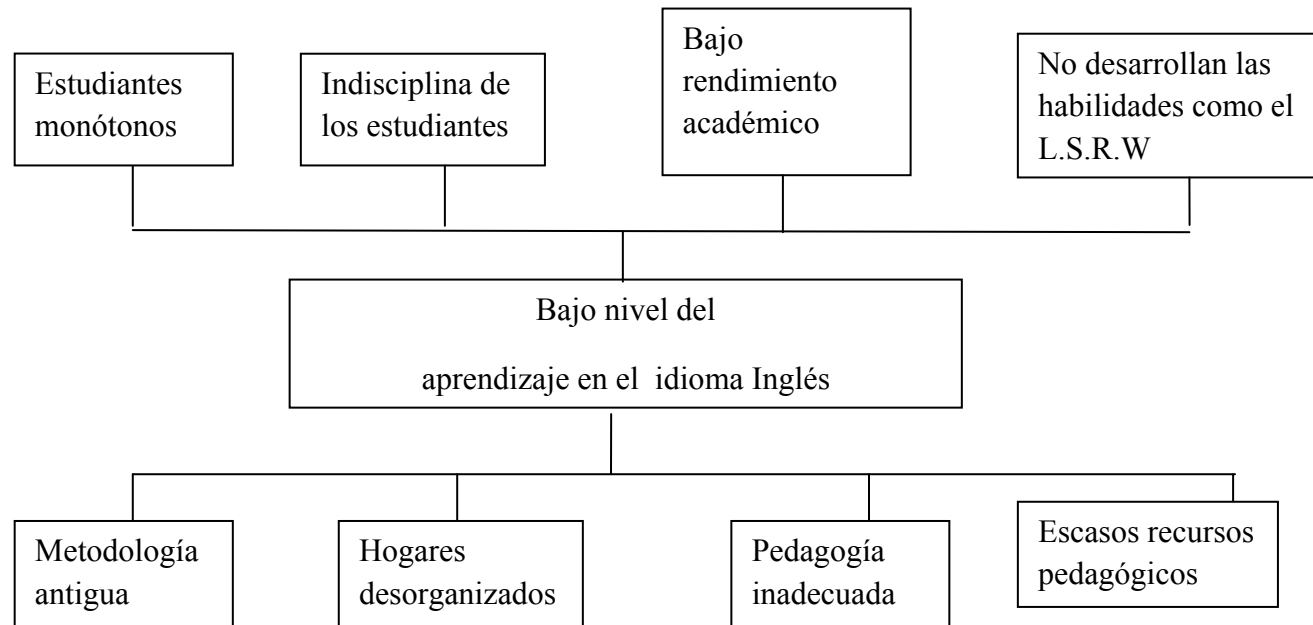 Estudiantes
monótonos
Indisciplina de
los estudiantes
Bajo
rendimiento
académico
No desarrollan las
habilidades como el
L.S.R.W
Bajo nivel del
aprendizaje en el idioma Inglés
Metodología
antigua
Hogares
desorganizados
Pedagogía
inadecuada
Escasos recursos
pedagógicos